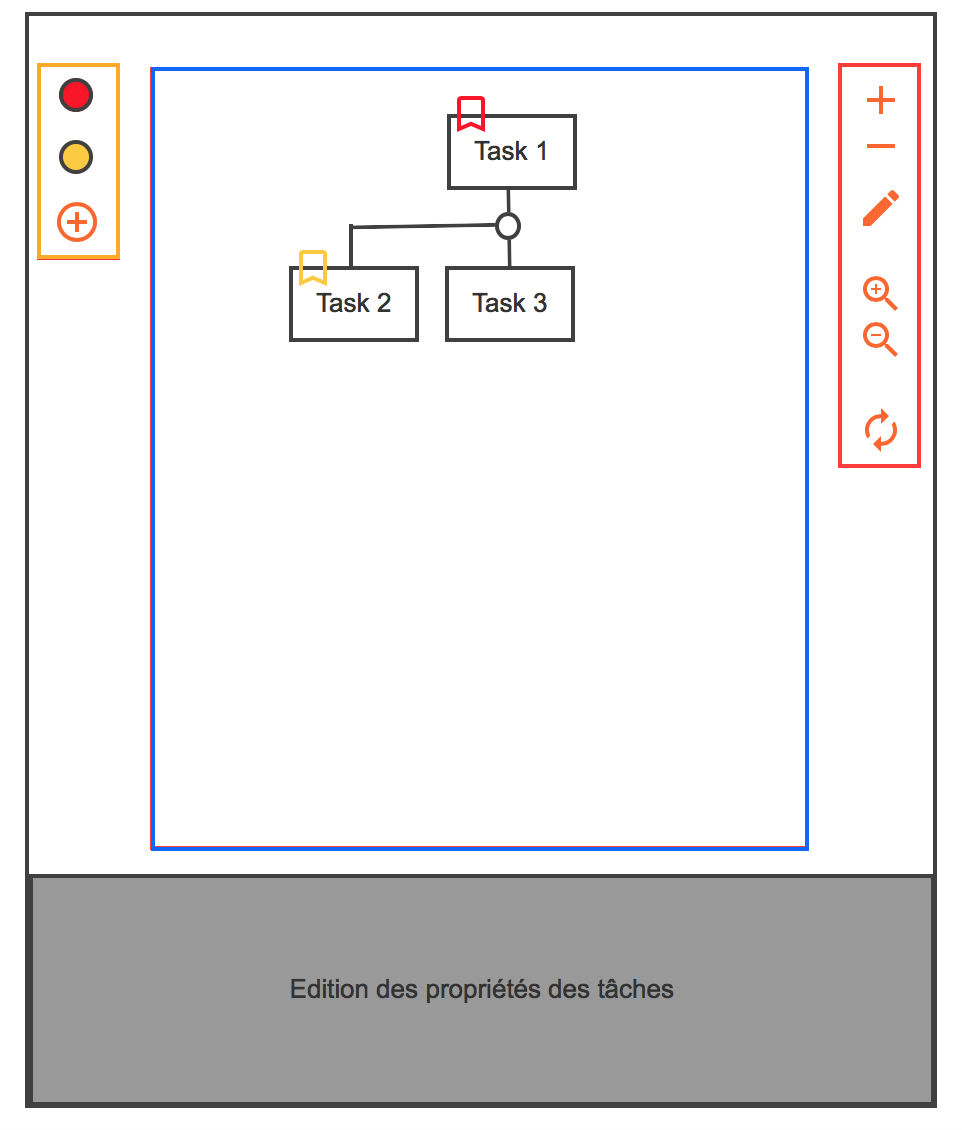 Task 1
Task 2
Task 3
Edition des propriétés des tâches